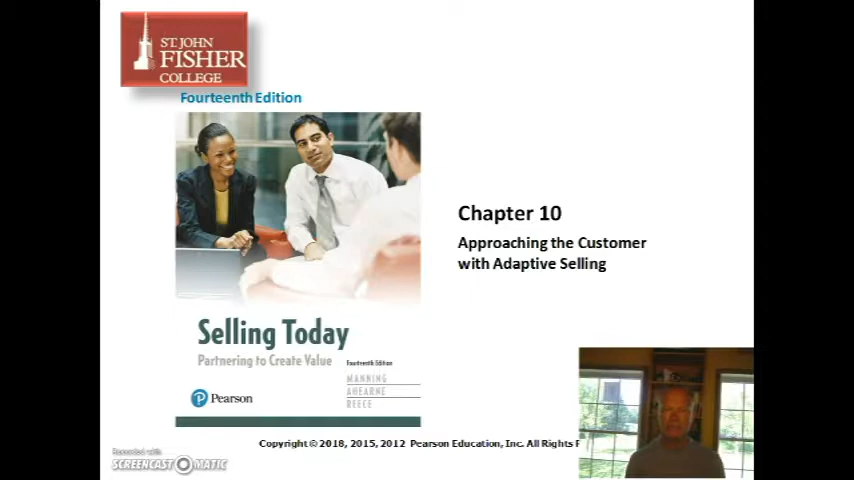 ST. JOHN
FISHER
COLLEGE
Fourteenth Edition
Chapter 10
Approaching the Customer
with Adaptive Selling
Selling Today
Partnering to Create Value
Fourteenth Edition
MANNING
AHEARNE
REECE
Pearson
Copyright © 2018, 2015, 2012 Pearson Education, Inc. All Rights
Recorded with
SCREENCAST-O-MATIC